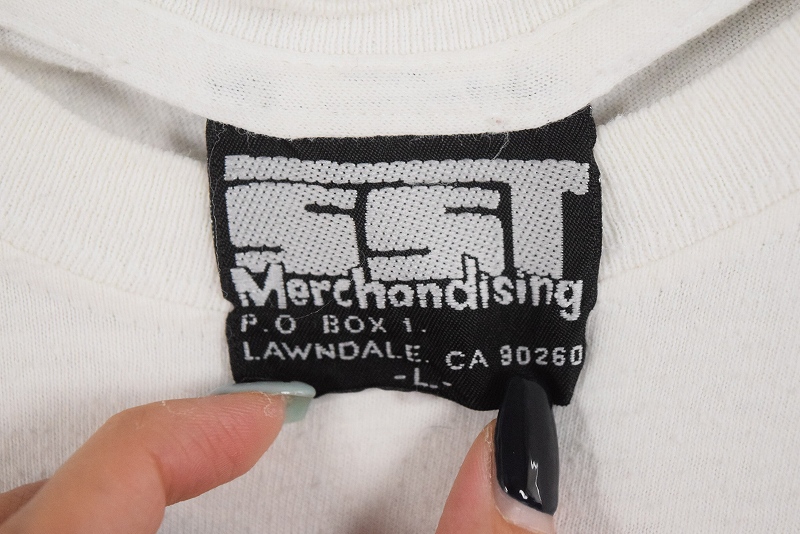 SST
Merchandising
P.O BOX 1.
LAWNDALE. CA 90260
-L-